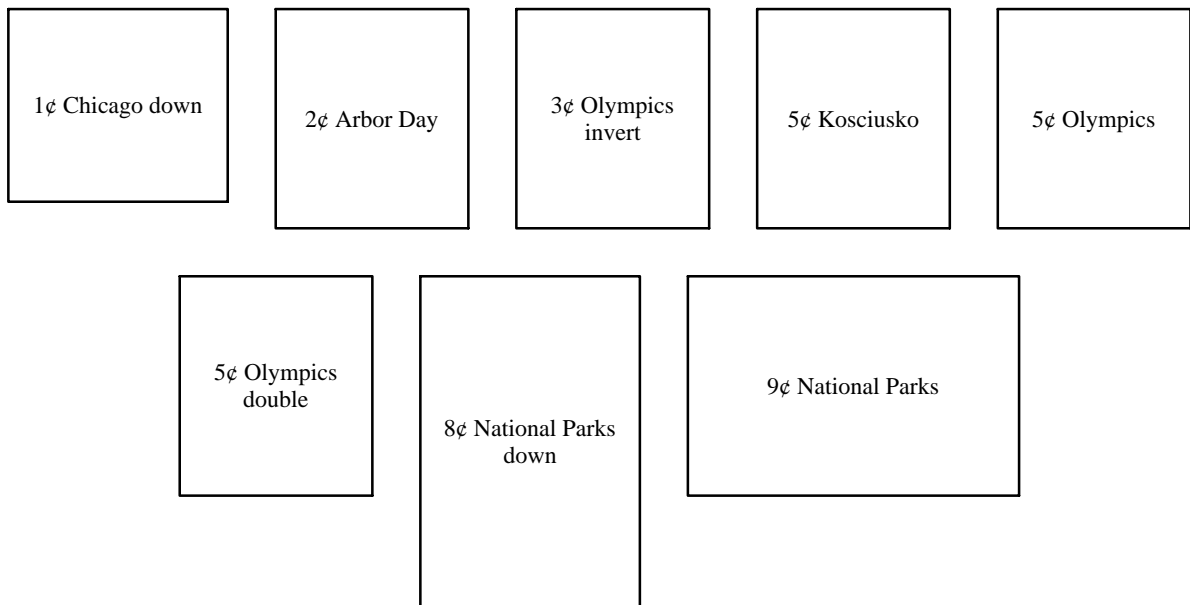 1¢ Chicago down
2¢ Arbor Day
3¢ Olympics
invert
5¢ Kosciusko
5¢ Olympics
5¢ Olympics
double
8¢ National Parks
down
9¢ National Parks